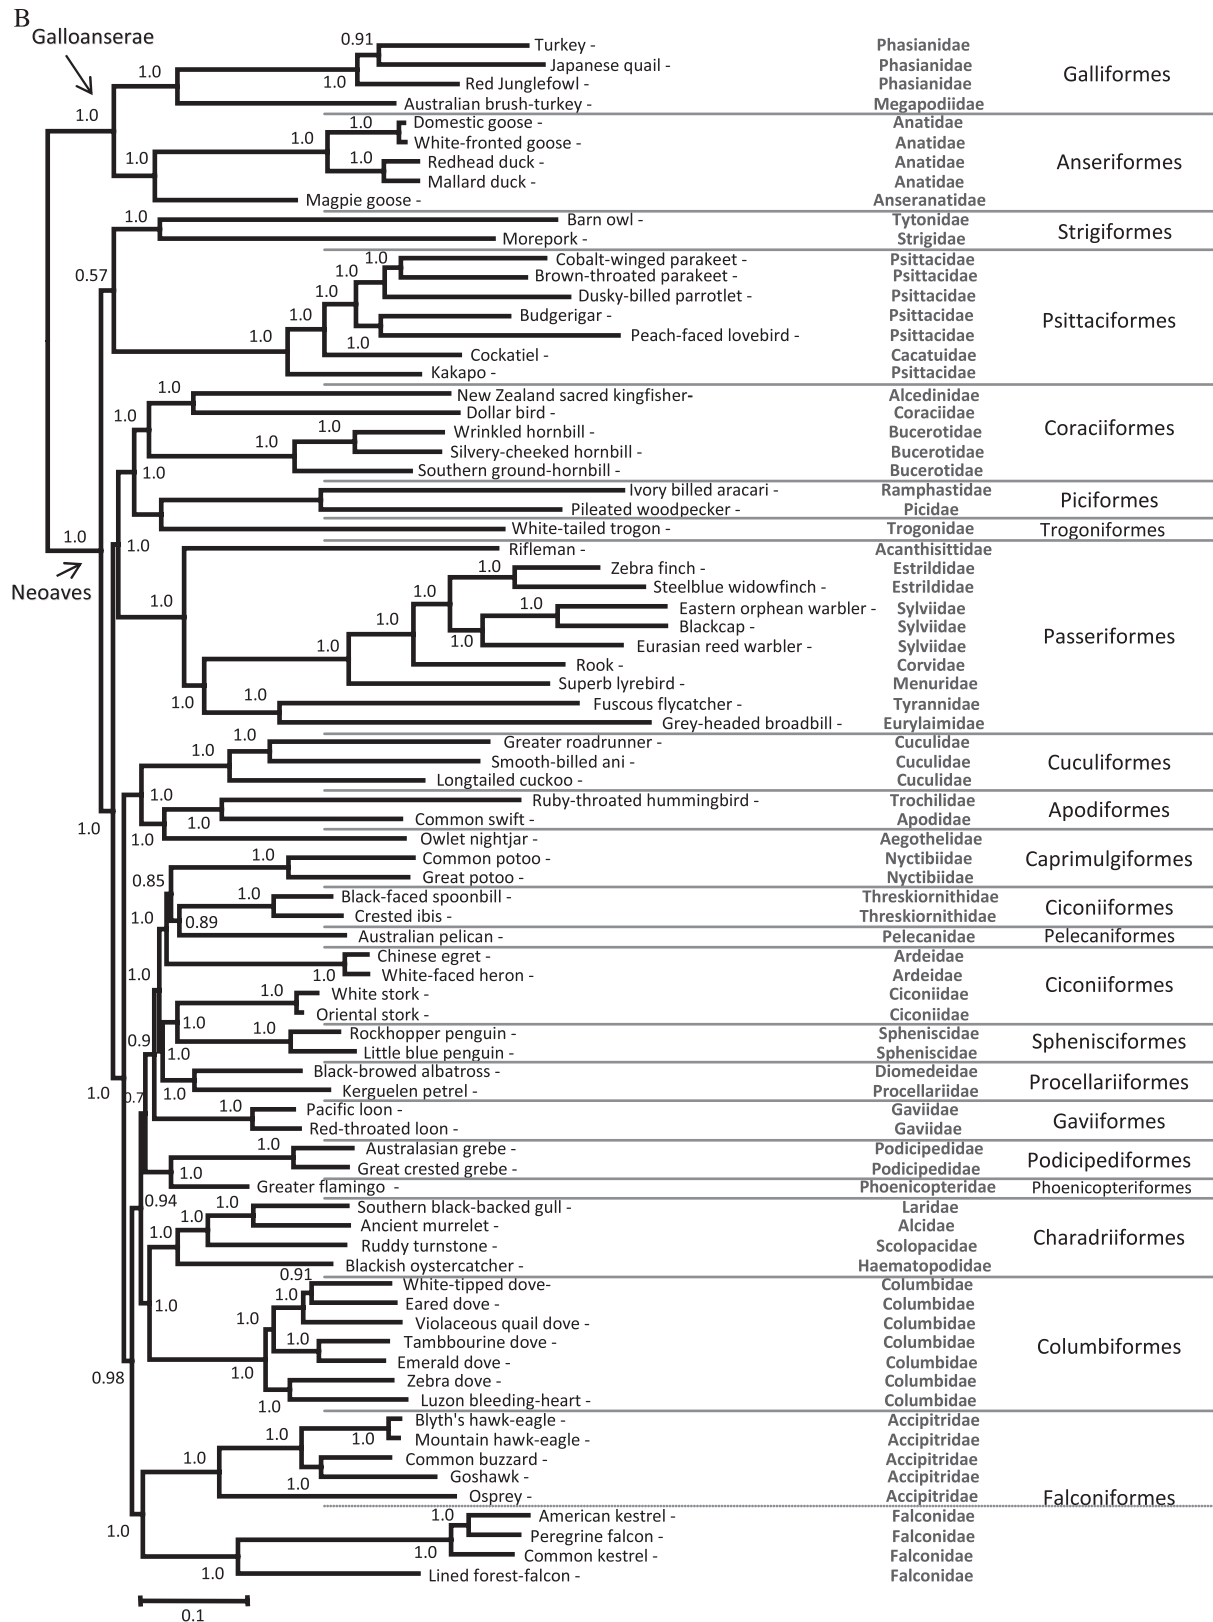 B
Galloanserae
0.91 Turkey - Phasianidae
Japanese quail - Phasianidae
1.0 1.0 Red Junglefowl - Phasianidae Galliformes
Australian brush-turkey - Megapodiidae
1.0 1.0 Domestic goose - Anatidae
1.0 White-fronted goose - Anatidae
1.0 1.0 Redhead duck - Anatidae Anseriformes
Mallard duck - Anatidae
Magpie goose - Anseranatidae
1.0 Barn owl - Tytonidae
Morepork - Strigidae Strigiformes
1.0 Cobalt-winged parakeet - Psittacidae
0.57 1.0 Brown-throated parakeet - Psittacidae
1.0 Dusky-billed parrotlet - Psittacidae
1.0 Budgerigar - Psittacidae Psittaciformes
1.0 1.0 Peach-faced lovebird - Psittacidae
Cockatiel - Cacatuidae
Kakapo - Psittacidae
1.0 New Zealand sacred kingfisher- Alcedinidae
1.0 Dollar bird - Coraciidae
1.0 Wrinkled hornbill - Bucerotidae Coraciiformes
1.0 Silvery-cheeked hornbill - Bucerotidae
1.0 Southern ground-hornbill - Bucerotidae
Ivory billed aracari - Ramphastidae
Pileated woodpecker - Picidae Piciformes
White-tailed trogon - Trogonidae Trogoniformes
1.0 1.0 Rifleman - Acanthisittidae
Neoaves 1.0 Zebra finch - Estrildidae
1.0 Steelblue widowfinch - Estrildidae
1.0 1.0 Eastern orphean warbler - Sylviidae
1.0 Blackcap - Sylviidae
1.0 1.0 Eurasian reed warbler - Sylviidae Passeriformes
Rook - Corvidae
Superb lyrebird - Menuridae
1.0 1.0 Fuscous flycatcher - Tyrannidae
Grey-headed broadbill - Eurylaimidae
1.0 Greater roadrunner - Cuculidae
1.0 Smooth-billed ani - Cuculidae Cuculiformes
Longtailed cuckoo - Cuculidae
1.0 Ruby-throated hummingbird - Trochilidae
1.0 1.0 Common swift - Apodidae Apodiformes
1.0 Owlet nightjar - Aegothelidae
1.0 Common potoo - Nyctibiidae Caprimulgiformes
0.85 Great potoo - Nyctibiidae
1.0 Black-faced spoonbill - Threskiornithidae
1.0 0.89 Crested ibis - Threskiornithidae Ciconiiformes
Australian pelican - Pelecanidae Pelecaniformes
Chinese egret - Ardeidae
1.0 1.0 White-faced heron - Ardeidae
1.0 White stork - Ciconiidae Ciconiiformes
1.0 Oriental stork - Ciconiidae
0.9 1.0 Rockhopper penguin - Spheniscidae
1.0 Little blue penguin - Spheniscidae Sphenisciformes
Black-browed albatross - Diomedeidae
1.0 0.7 1.0 Kerguelen petrel - Procellariidae Procellariiformes
1.0 Pacific loon - Gaviidae
Red-throated loon - Gaviidae Gaviiformes
1.0 Australasian grebe - Podicipedidae
1.0 Great crested grebe - Podicipedidae Podicipediformes
Greater flamingo - Phoenicopteridae Phoenicopteriformes
0.94 1.0 Southern black-backed gull - Laridae
1.0 Ancient murrelet - Alcidae
1.0 Ruddy turnstone - Scolopacidae Charadriiformes
Blackish oystercatcher - Haematopodidae
0.91 White-tipped dove- Columbidae
1.0 1.0 Eared dove - Columbidae
1.0 Violaceous quail dove - Columbidae
1.0 Tambbourine dove - Columbidae Columbiformes
0.98 1.0 Emerald dove - Columbidae
Zebra dove - Columbidae
1.0 Luzon bleeding-heart - Columbidae
Blyth's hawk-eagle - Accipitridae
1.0 1.0 Mountain hawk-eagle - Accipitridae
1.0 Common buzzard - Accipitridae
1.0 Goshawk - Accipitridae
Osprey - Accipitridae Falconiformes
1.0 American kestrel - Falconidae
1.0 Peregrine falcon - Falconidae
1.0 Common kestrel - Falconidae
1.0 Lined forest-falcon - Falconidae
0.1